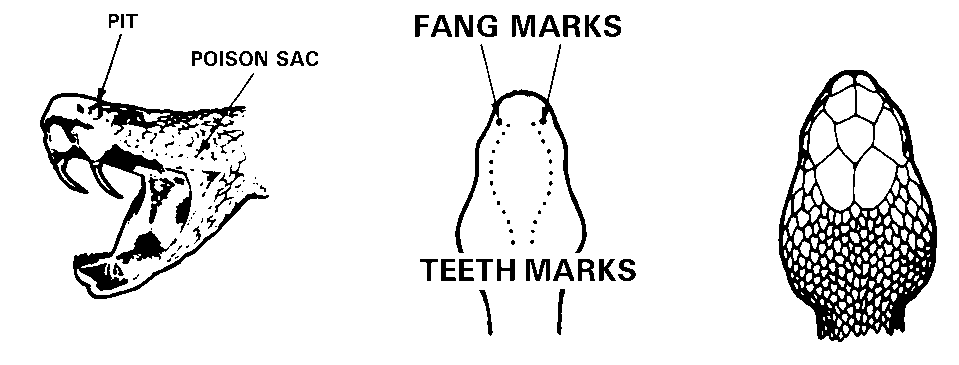 PIT
POISON SAC
FANG MARKS
TEETH MARKS